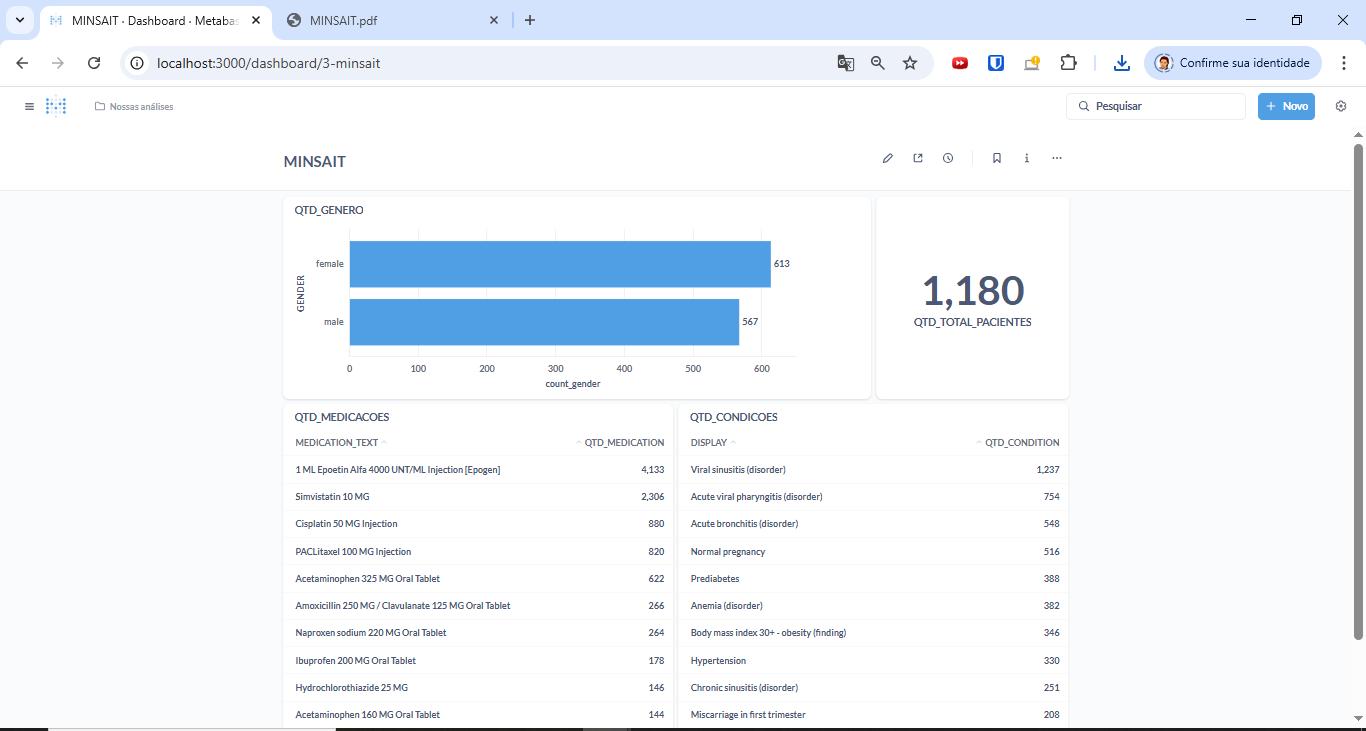 MINSAIT · Dashboard · Metabas
MINSAIT.pdf
localhost:3000/dashboard/3-minsait
Confirme sua identidade
Nossas análises
Pesquisar
+ Novo
MINSAIT
QTD_GENERO
GENDER
female
613
male
567
0 100 200 300 400 500 600
count_gender
1,180
QTD_TOTAL_PACIENTES
QTD_MEDICACOES
MEDICATION_TEXT QTD_MEDICATION
1 ML Epoetin Alfa 4000 UNT/ML Injection [Epogen] 4,133
Simvistatin 10 MG 2,306
Cisplatin 50 MG Injection 880
PACLitaxel 100 MG Injection 820
Acetaminophen 325 MG Oral Tablet 622
Amoxicillin 250 MG / Clavulanate 125 MG Oral Tablet 266
Naproxen sodium 220 MG Oral Tablet 264
Ibuprofen 200 MG Oral Tablet 178
Hydrochlorothiazide 25 MG 146
Acetaminophen 160 MG Oral Tablet 144
QTD_CONDICOES
DISPLAY QTD_CONDITION
Viral sinusitis (disorder) 1,237
Acute viral pharyngitis (disorder) 754
Acute bronchitis (disorder) 548
Normal pregnancy 516
Prediabetes 388
Anemia (disorder) 382
Body mass index 30+ - obesity (finding) 346
Hypertension 330
Chronic sinusitis (disorder) 251
Miscarriage in first trimester 208